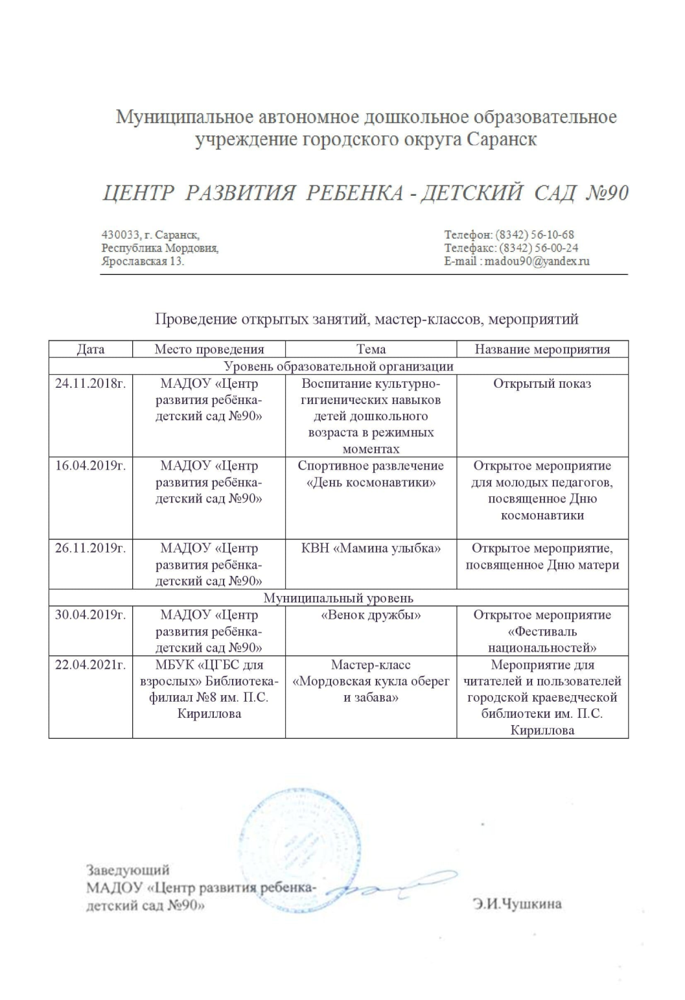 Муниципальное автономное дошкольное образовательное
учреждение городского округа Саранск
ЦЕНТР РАЗВИТИЯ РЕБЕНКА - ДЕТСКИЙ САД №90
430033, г. Саранск,
Республика Мордовия,
Ярославская 13.
Телефон: (8342) 56-10-68
Телефакс: (8342) 56-00-24
E-mail : madou90@yandex.ru
Проведение открытых занятий, мастер-классов, мероприятий
Дата Место проведения Тема Название мероприятия
Уровень образовательной организации
24.11.2018г. МАДОУ «Центр Воспитание культурно- Открытый показ
развития ребёнка- гигиенических навыков
детский сад №90» детей дошкольного
возраста в режимных
моментах
16.04.2019г. МАДОУ «Центр Спортивное развлечение Открытое мероприятие
развития ребёнка- «День космонавтики» для молодых педагогов,
детский сад №90» посвященное Дню
космонавтики
26.11.2019г. МАДОУ «Центр КВН «Мамина улыбка» Открытое мероприятие,
развития ребёнка- посвященное Дню матери
детский сад №90»
Муниципальный уровень
30.04.2019г. МАДОУ «Центр «Венок дружбы» Открытое мероприятие
развития ребёнка- «Фестиваль
детский сад №90» национальностей»
22.04.2021г. МБУК «ЦГБС для Мастер-класс Мероприятие для
взрослых» Библиотека- «Мордовская кукла оберег читателей и пользователей
филиал №8 им. П.С. и забава» городской краеведческой
Кириллова библиотеки им. П.С.
Кириллова
Заведующий
МАДОУ «Центр развития ребенка-
детский сад №90» Э.И.Чушкина